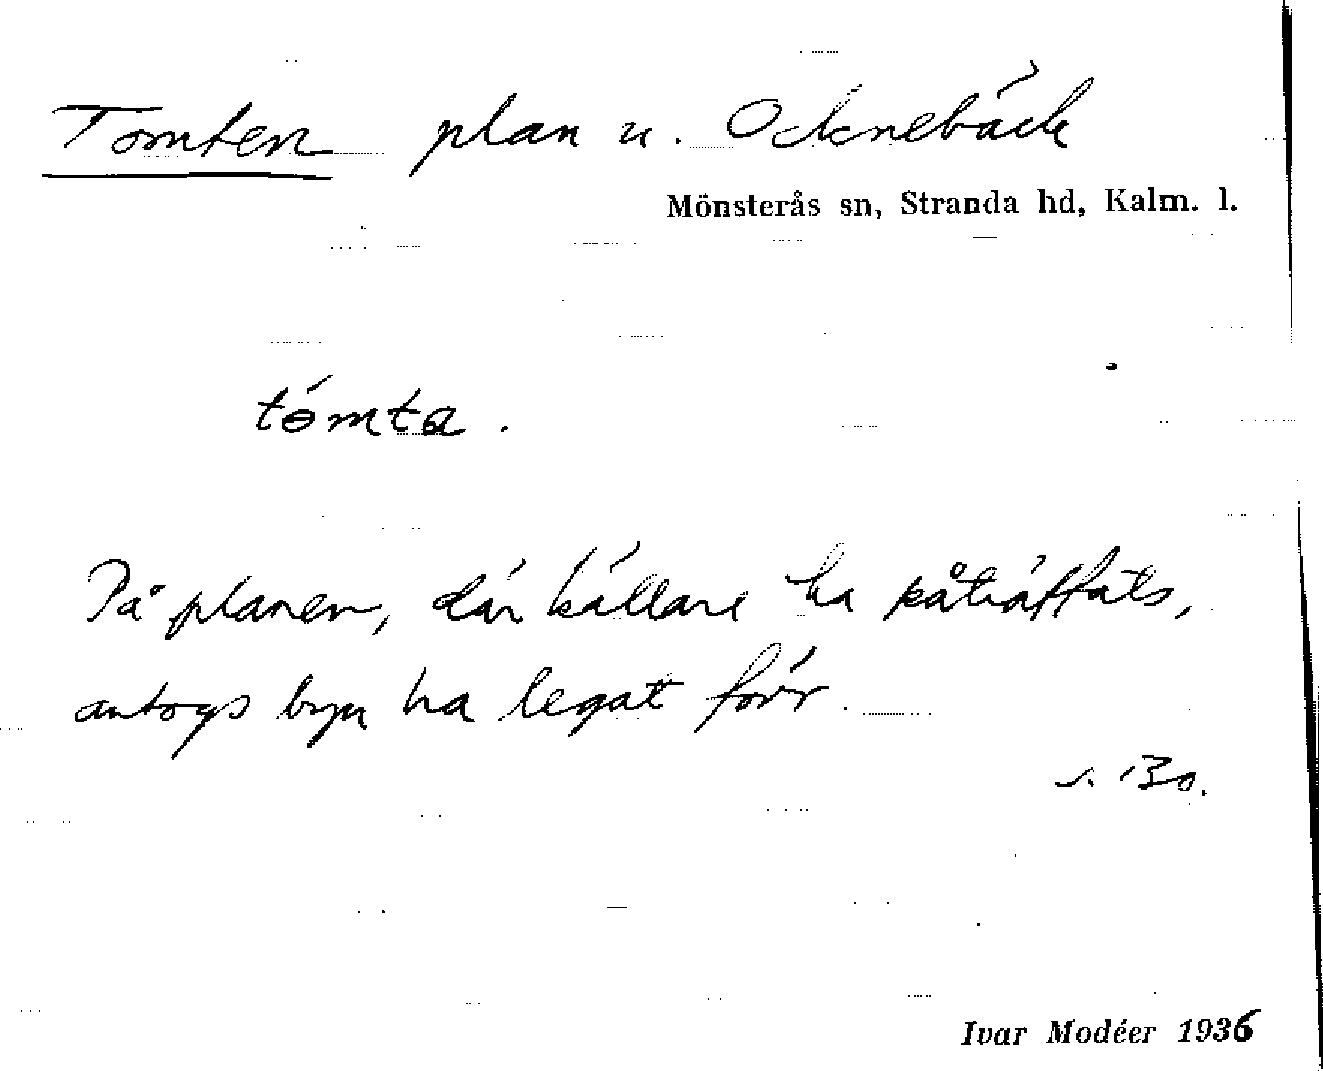 Tomten plan u. Ocknebäck
Mönsterås sn, Stranda hd, Kalm. l.
tómta.
På planen, där källare ha påträffats,
antogs byn ha legat förr.
s. 130.
Ivar Modéer 1936